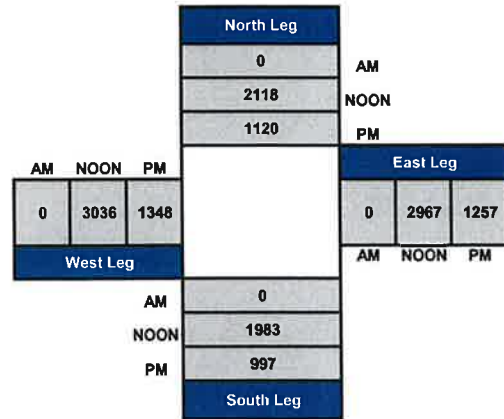 North Leg
0 AM
2118 NOON
1120 PM
AM NOON PM East Leg
0 3036 1348 0 2967 1257
West Leg AM NOON PM
AM 0
NOON 1983
PM 997
South Leg